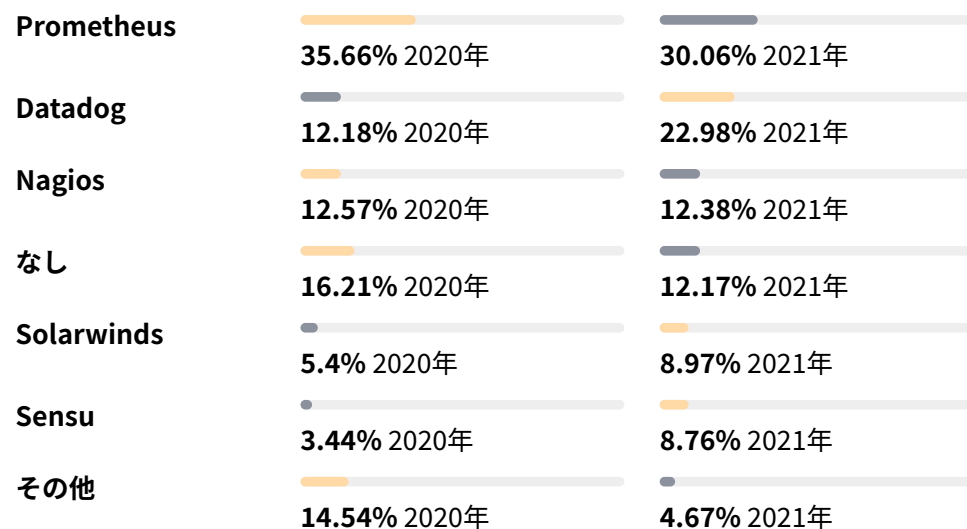 Prometheus
35.66% 2020年 30.06% 2021年
Datadog
12.18% 2020年 22.98% 2021年
Nagios
12.57% 2020年 12.38% 2021年
なし
16.21% 2020年 12.17% 2021年
Solarwinds
5.4% 2020年 8.97% 2021年
Sensu
3.44% 2020年 8.76% 2021年
その他
14.54% 2020年 4.67% 2021年